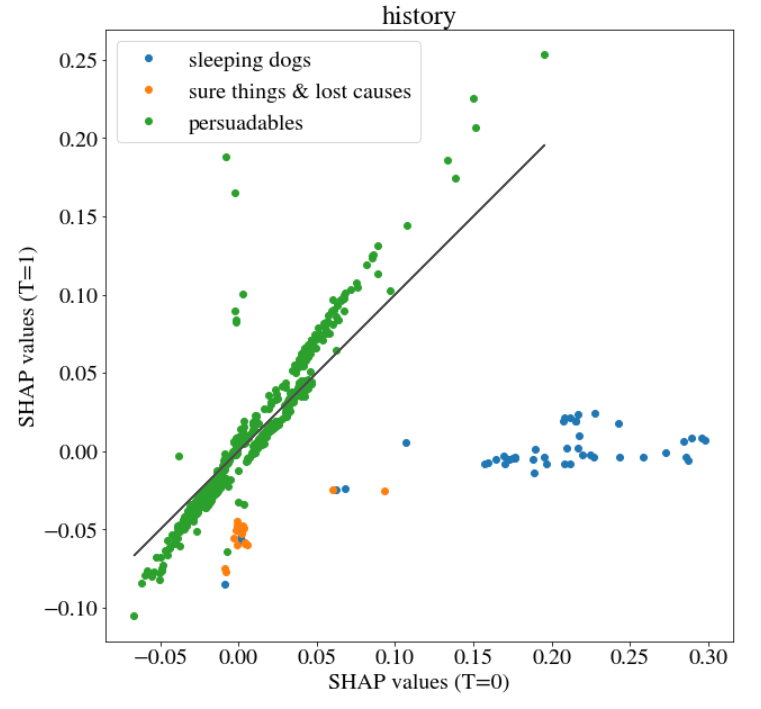 history
sleeping dogs
sure things & lost causes
persuadables
0.25
0.20
0.15
0.10
0.05
0.00
−0.05
−0.10
SHAP values (T=1)
−0.05 0.00 0.05 0.10 0.15 0.20 0.25 0.30
SHAP values (T=0)